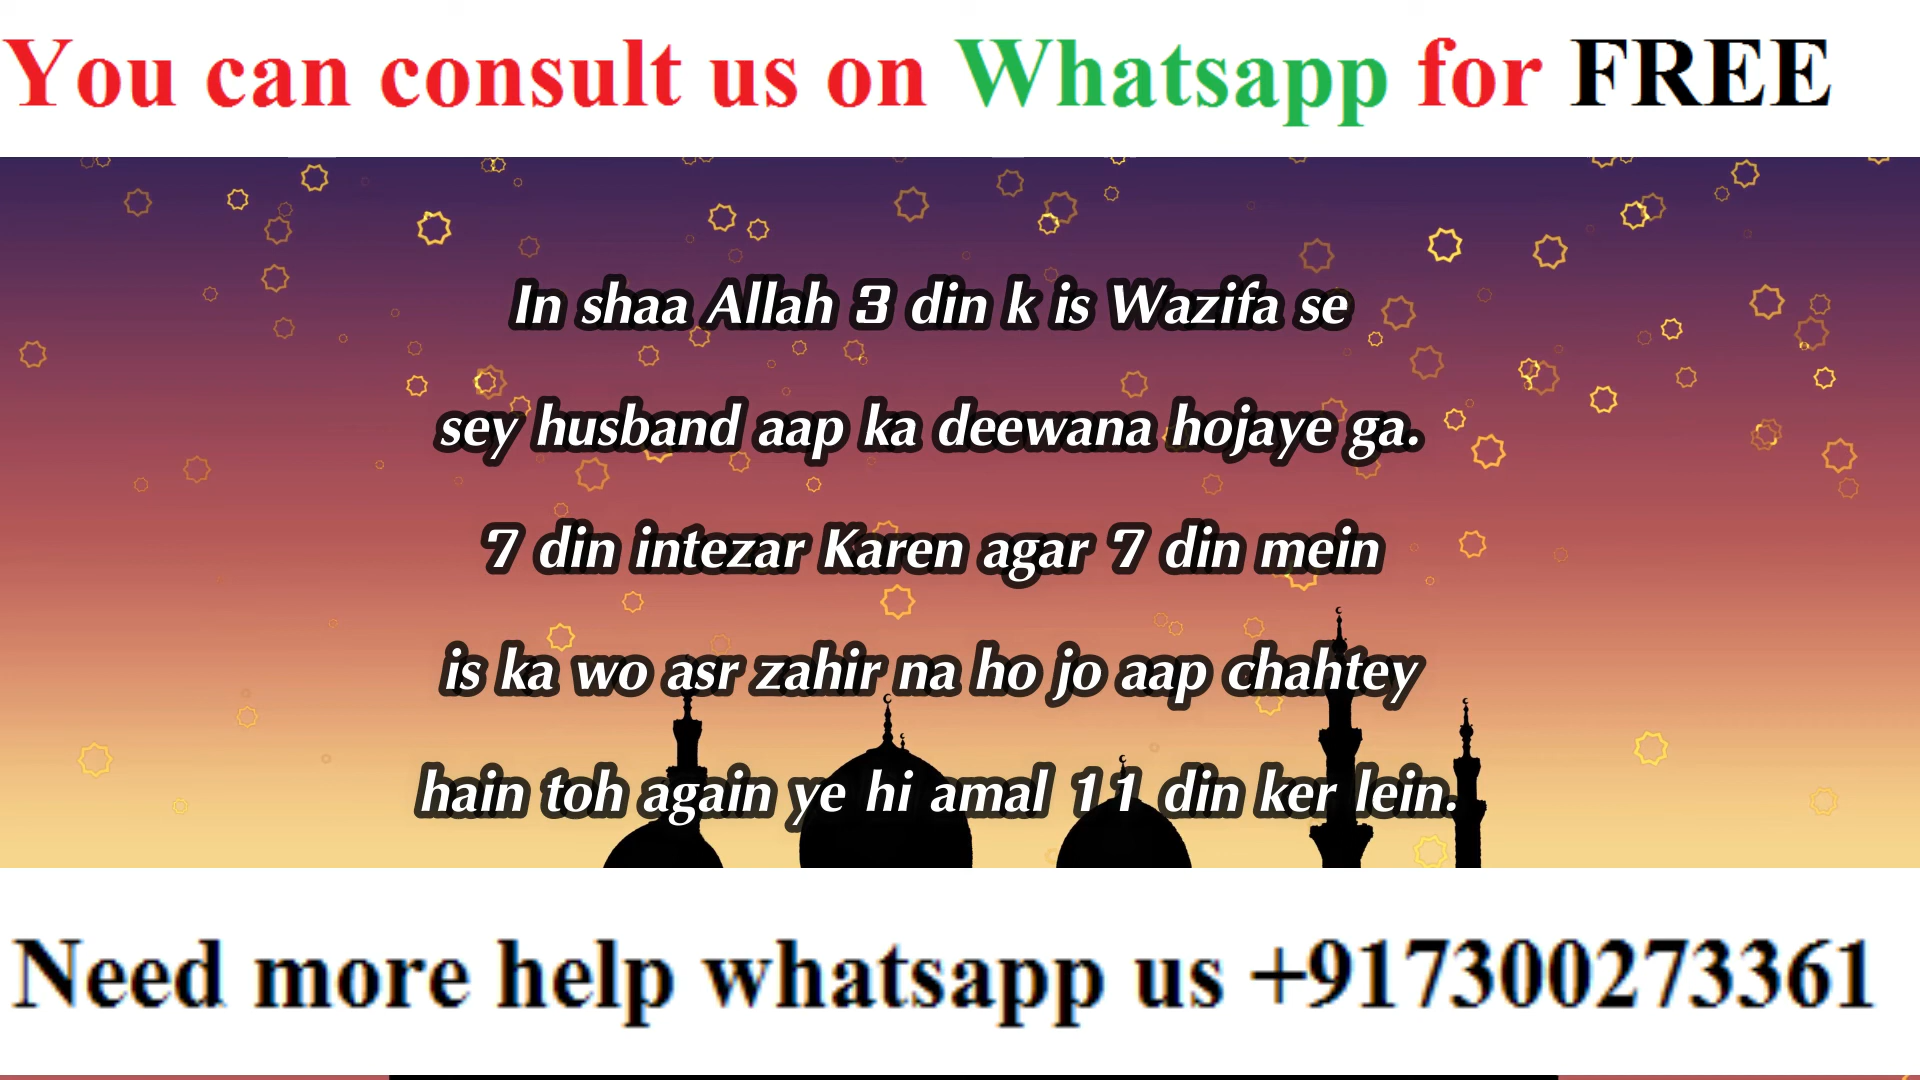 You can consult us on Whatsapp for FREE
In shaa Allah 3 din k is Wazifa se
sey husband aap ka deewana hojaye ga.
7 din intezar Karen agar 7 din mein
is ka wo asr zahir na ho jo aap chahtey
hain toh again ye hi amal 11 din ker lein.
Need more help whatsapp us +917300273361